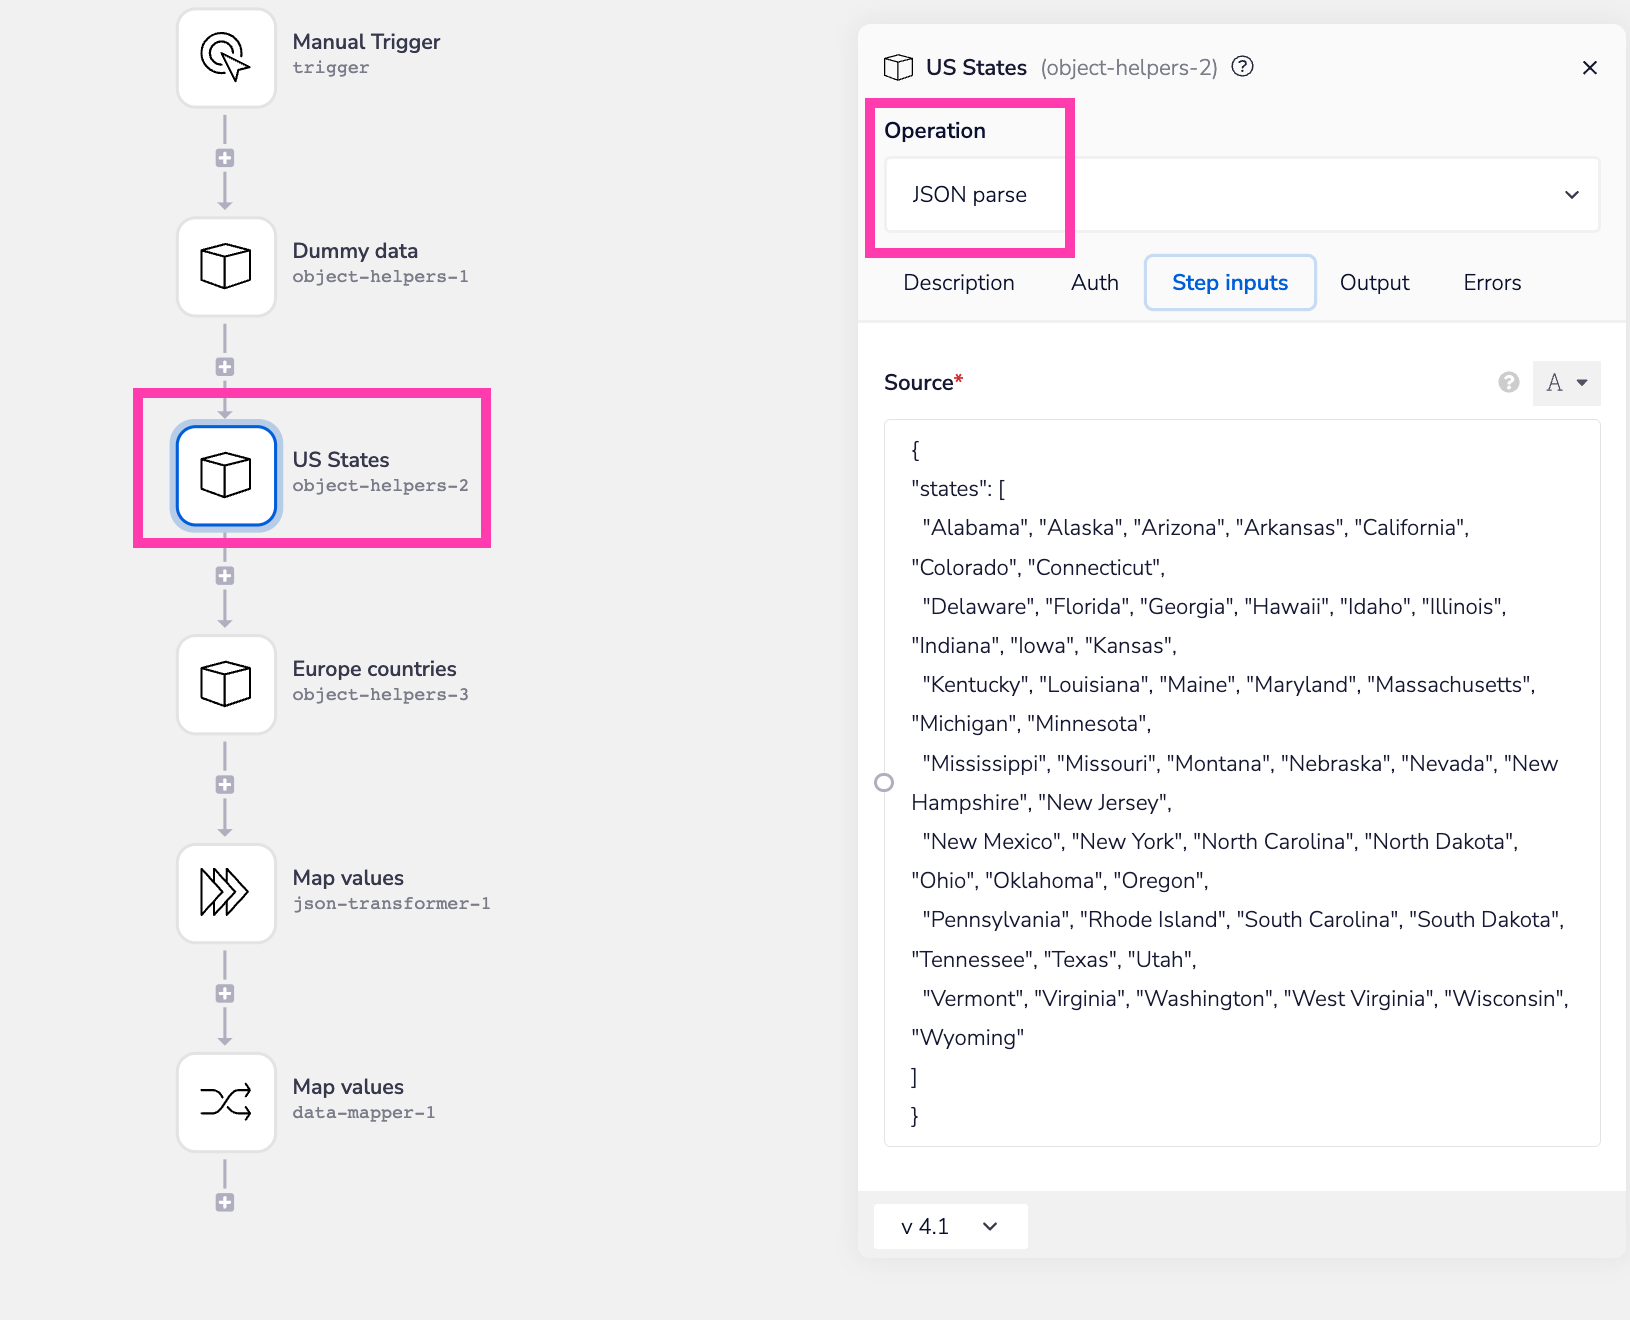 Manual Trigger
trigger
Dummy data
object-helpers-1
US States
object-helpers-2
Europe countries
object-helpers-3
Map values
json-transformer-1
Map values
data-mapper-1
US States (object-helpers-2) ?
Operation
JSON parse
Description Auth Step inputs Output Errors
Source* ? A
{
"states": [
"Alabama", "Alaska", "Arizona", "Arkansas", "California",
"Colorado", "Connecticut",
"Delaware", "Florida", "Georgia", "Hawaii", "Idaho", "Illinois",
"Indiana", "Iowa", "Kansas",
"Kentucky", "Louisiana", "Maine", "Maryland", "Massachusetts",
"Michigan", "Minnesota",
"Mississippi", "Missouri", "Montana", "Nebraska", "Nevada", "New
Hampshire", "New Jersey",
"New Mexico", "New York", "North Carolina", "North Dakota",
"Ohio", "Oklahoma", "Oregon",
"Pennsylvania", "Rhode Island", "South Carolina", "South Dakota",
"Tennessee", "Texas", "Utah",
"Vermont", "Virginia", "Washington", "West Virginia", "Wisconsin",
"Wyoming"
]
}
v 4.1